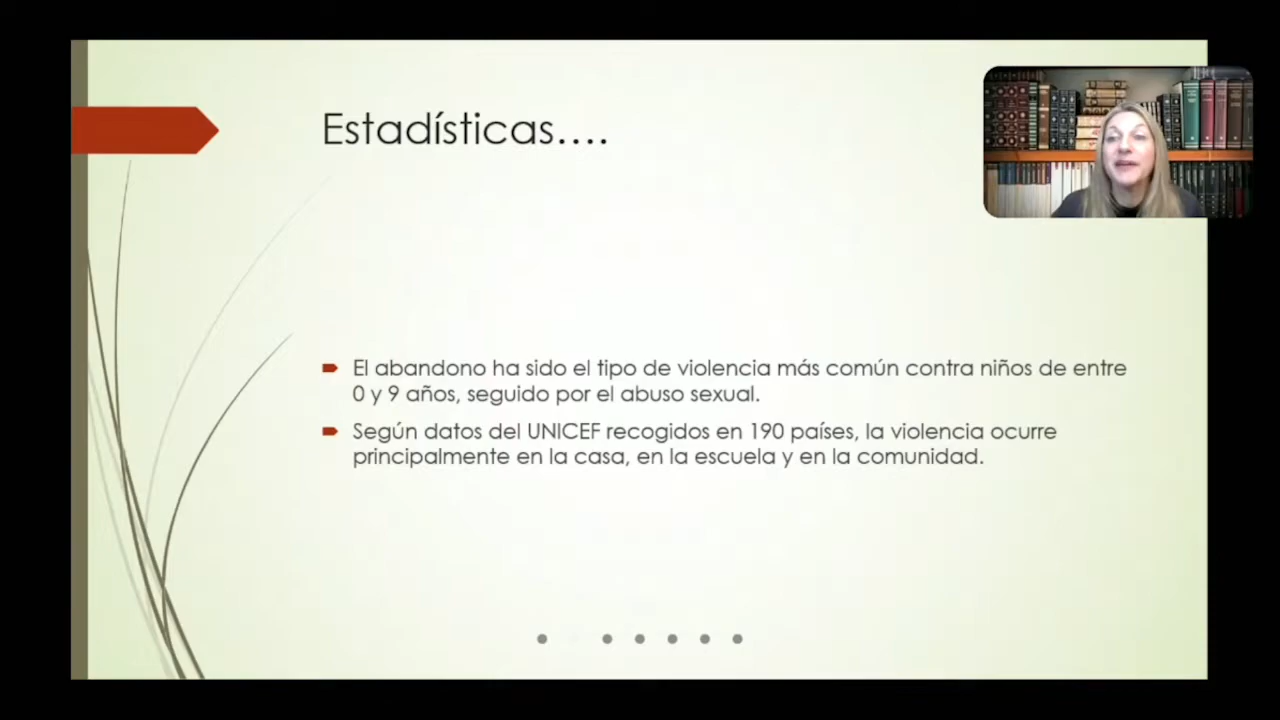 Estadísticas....
El abandono ha sido el tipo de violencia más común contra niños de entre
0 y 9 años, seguido por el abuso sexual.
Según datos del UNICEF recogidos en 190 países, la violencia ocurre
principalmente en la casa, en la escuela y en la comunidad.